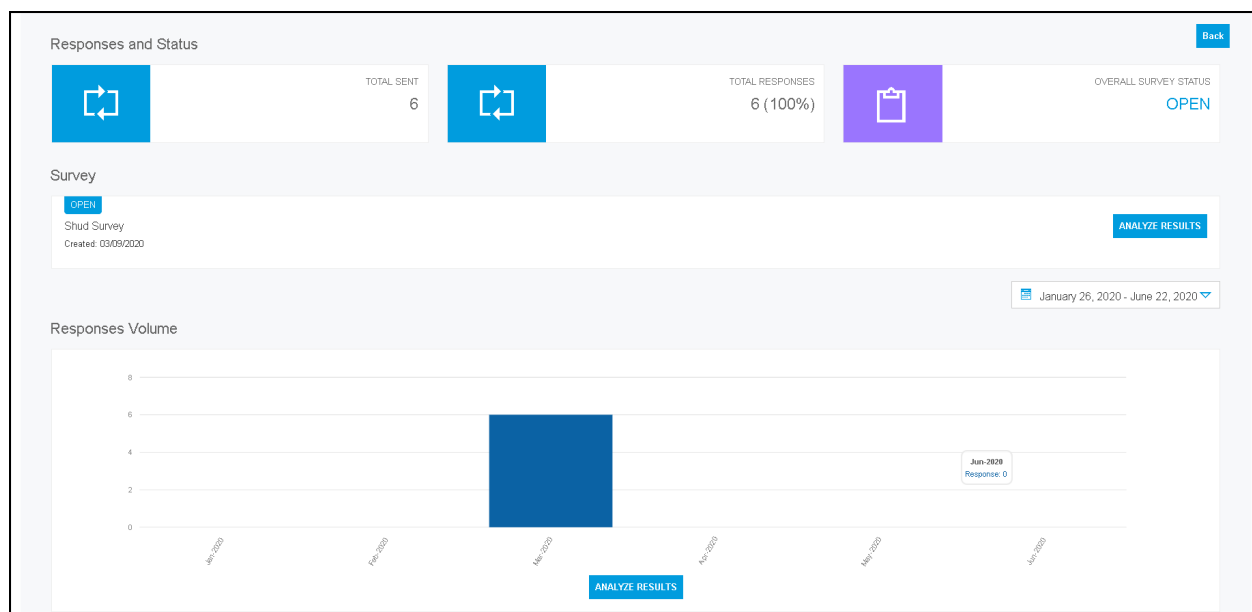 Back
Responses and Status
TOTAL SENT
6
TOTAL RESPONSES
6 (100%)
OVERALL SURVEY STATUS
OPEN
Survey
OPEN
Shud Survey
Created: 03/09/2020
ANALYZE RESULTS
January 26, 2020 - June 22, 2020
Responses Volume
8
6
4
2
0
Jun-2020
Response: 0
Jan-2020
Feb-2020
Mar-2020
Apr-2020
May-2020
Jun-2020
ANALYZE RESULTS